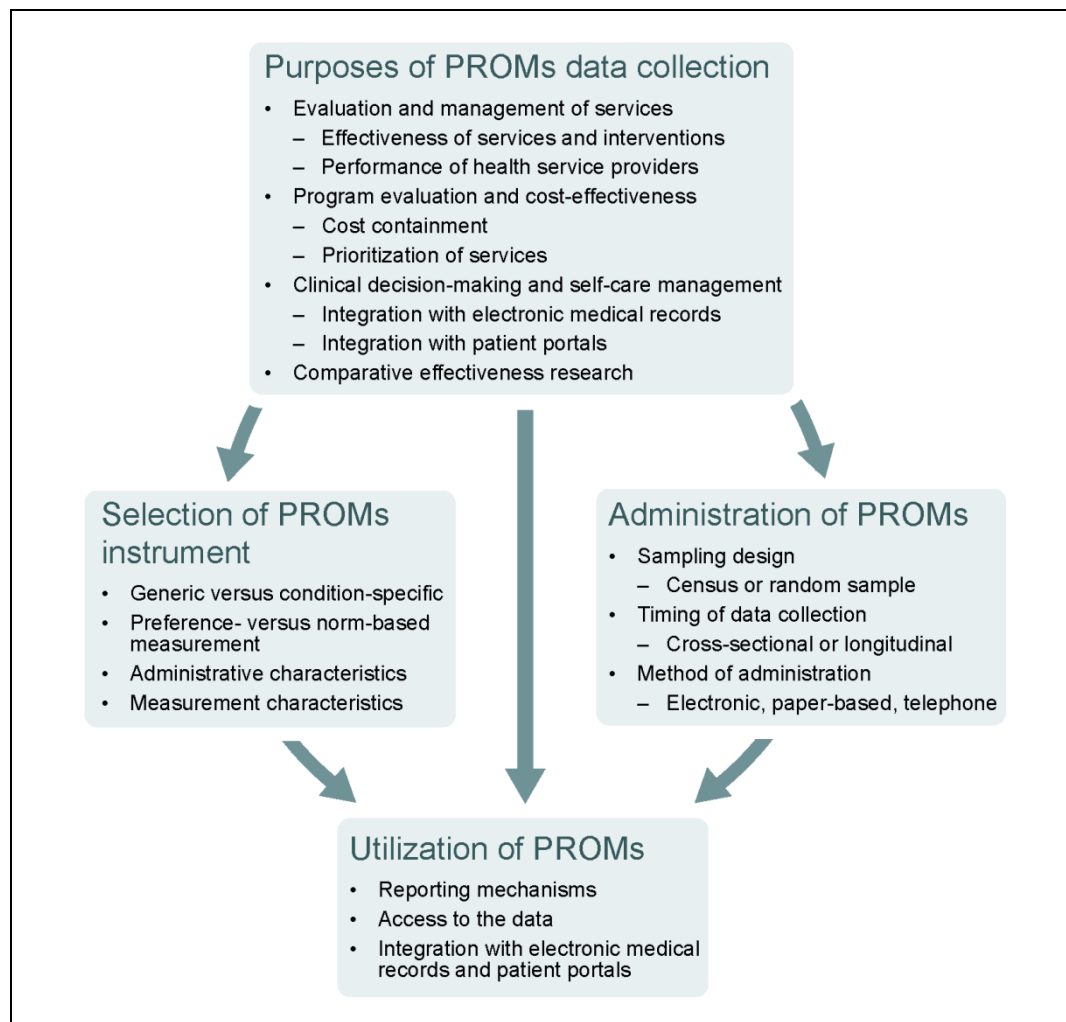 Purposes of PROMs data collection
• Evaluation and management of services
– Effectiveness of services and interventions
– Performance of health service providers
• Program evaluation and cost-effectiveness
– Cost containment
– Prioritization of services
• Clinical decision-making and self-care management
– Integration with electronic medical records
– Integration with patient portals
• Comparative effectiveness research
Selection of PROMs
instrument
• Generic versus condition-specific
• Preference- versus norm-based
measurement
• Administrative characteristics
• Measurement characteristics
Administration of PROMs
• Sampling design
– Census or random sample
• Timing of data collection
– Cross-sectional or longitudinal
• Method of administration
– Electronic, paper-based, telephone
Utilization of PROMs
• Reporting mechanisms
• Access to the data
• Integration with electronic medical
records and patient portals